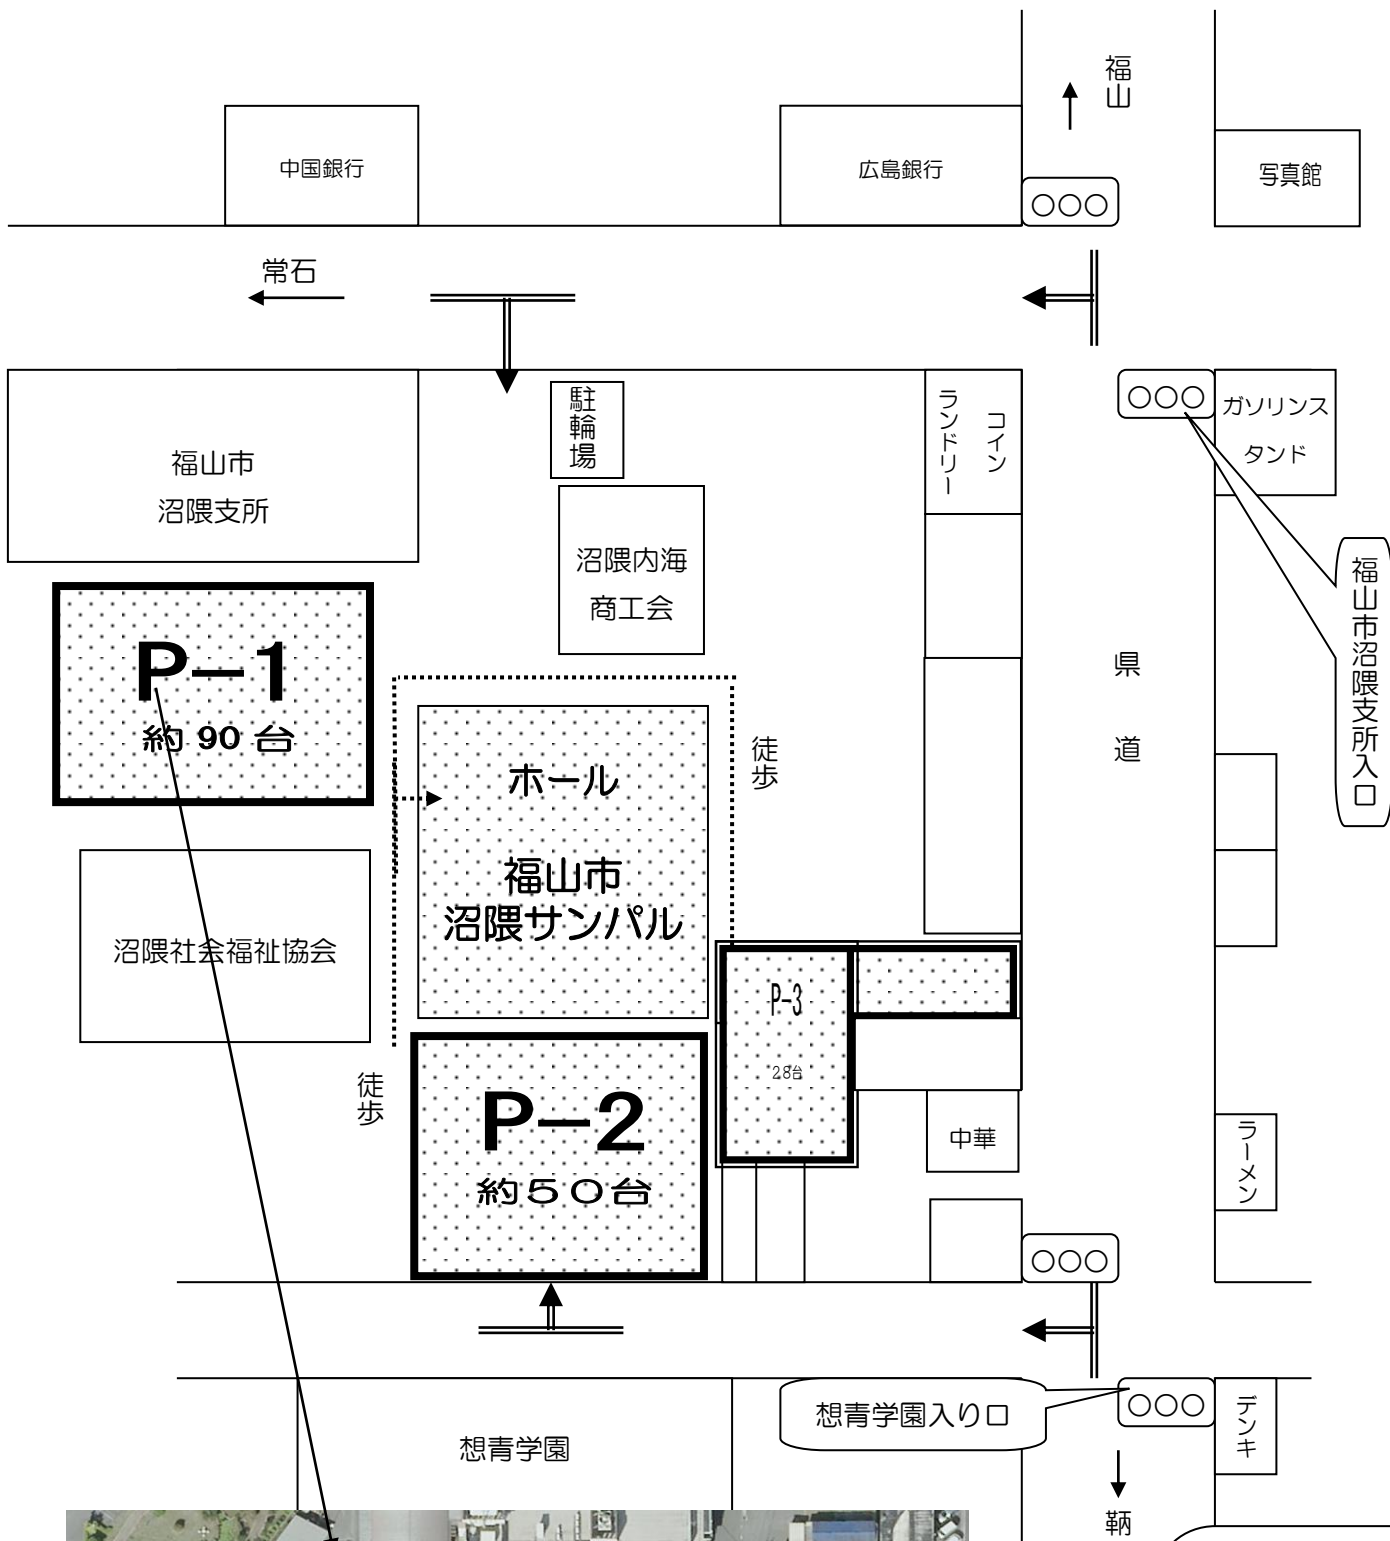 福山
中国銀行
広島銀行
写真館
常石
福山市
沼隈支所
駐輪場
コイン
ランドリー
ガソリンス
タンド
沼隈内海
商工会
福山市沼隈支所入口
県道
P−1
約90台
徒歩
ホール
福山市
沼隈サンパル
沼隈社会福祉協会
P-3
28台
徒歩
P−2
約50台
中華
ラーメン
想青学園入り口
デンキ
想青学園
鞆